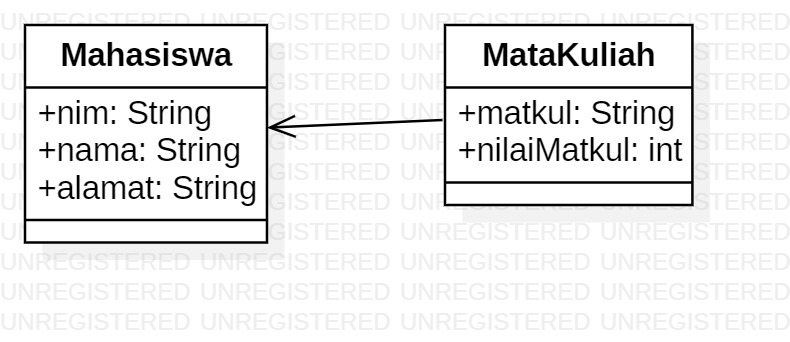 Mahasiswa
+nim: String
+nama: String
+alamat: String
MataKuliah
+matkul: String
+nilaiMatkul: int
UNREGISTERED UNREGISTERED UNREGISTERED UNREGISTERED
UNREGISTERED UNREGISTERED UNREGISTERED UNREGISTERED
UNREGISTERED UNREGISTERED UNREGISTERED UNREGISTERED
UNREGISTERED UNREGISTERED UNREGISTERED UNREGISTERED